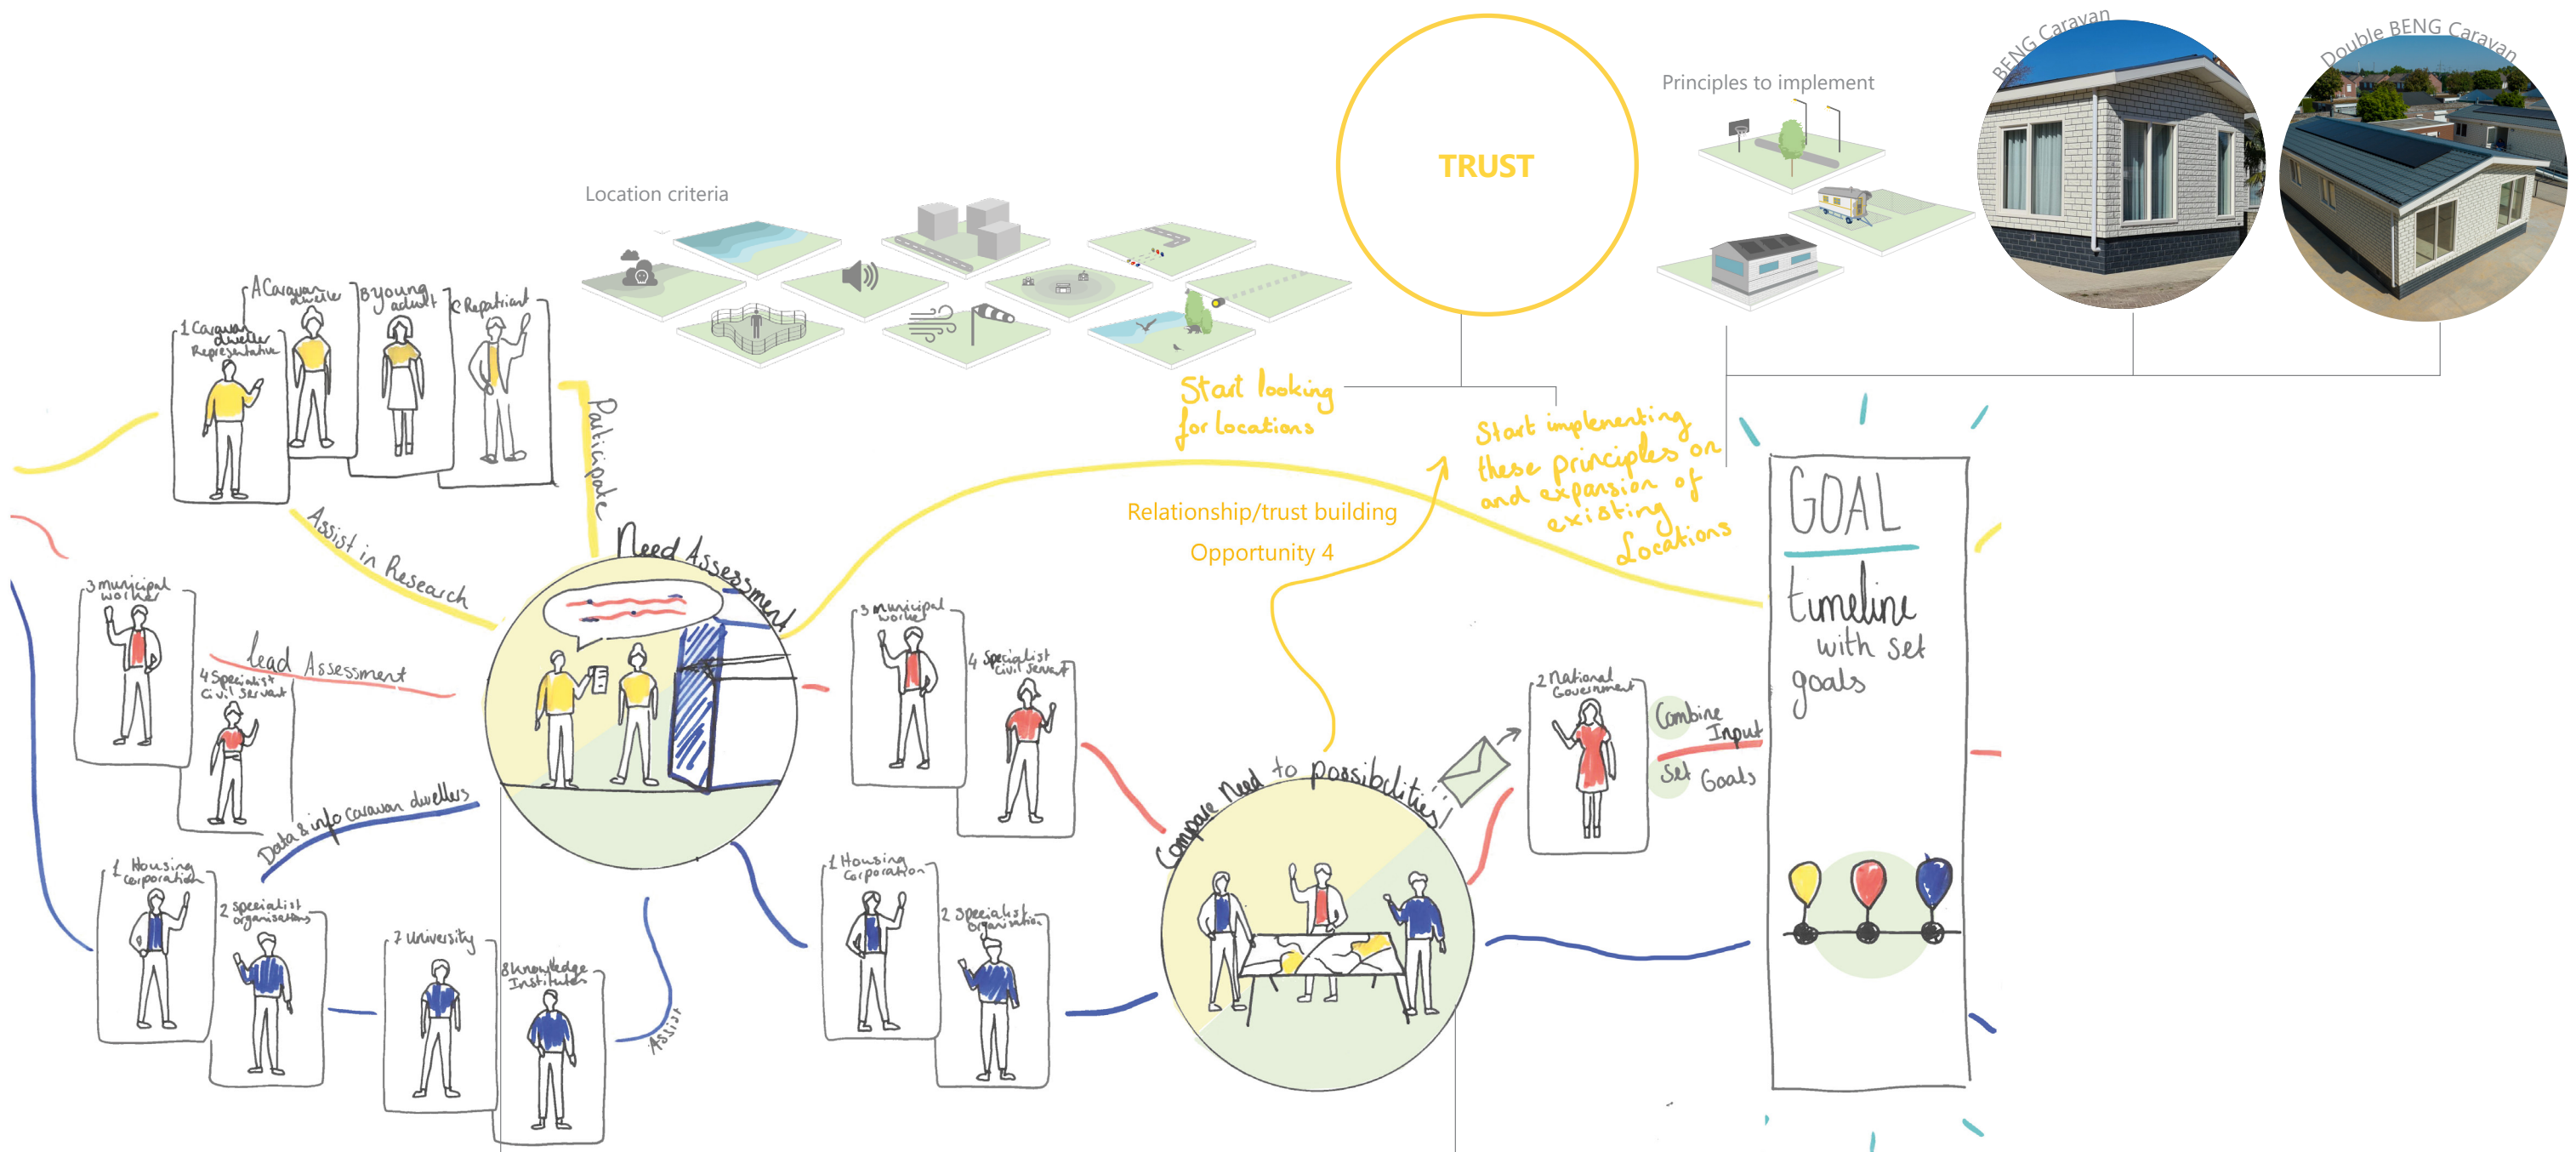 BENG Caravan
Double BENG Caravan
Principles to implement
TRUST
Location criteria
A Caravan
dweller
B young
adult
C Repatriant
1 Caravan
dweller
Representative
Participate
Assist in Research
Start looking
for locations
Start implementing
these principles on
and expansion of
existing
Locations
Relationship/trust building
Opportunity 4
Need Assessment
3 municipal
worker
lead Assessment
4 Specialist
Civil Servant
Data & info Caravan dwellers
1 Housing
Corporation
2 specialist
organisations
7 University
8 Knowledge
Institutes
Assist
3 municipal
worker
4 Specialist
Civil Servant
1 Housing
Corporation
2 Specialist
Organisation
Compare Need to possibilities
2 National
Government
Combine
Input
Set Goals
GOAL
timeline
with set
goals